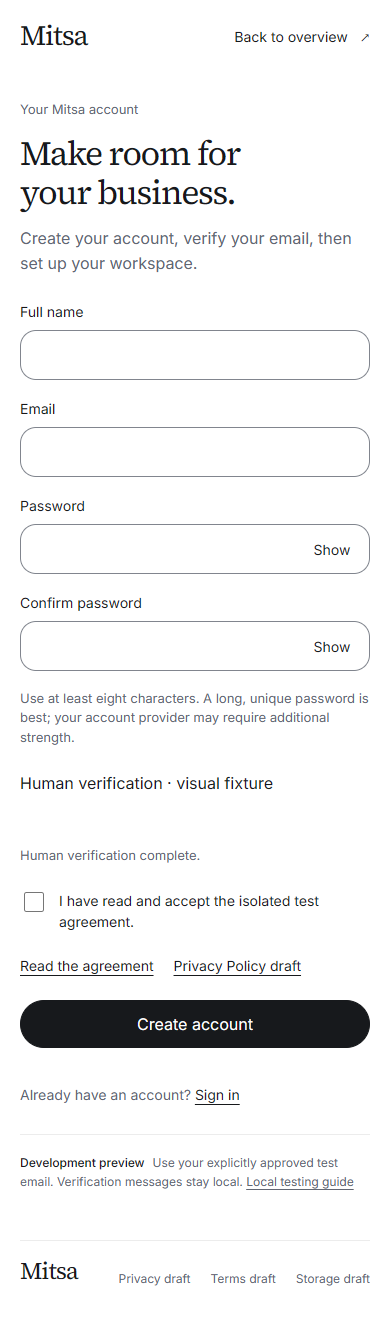 Mitsa
Back to overview ↗
Your Mitsa account
Make room for
your business.
Create your account, verify your email, then
set up your workspace.
Full name
Email
Password
Show
Confirm password
Show
Use at least eight characters. A long, unique password is
best; your account provider may require additional
strength.
Human verification · visual fixture
Human verification complete.
I have read and accept the isolated test
agreement.
Read the agreement Privacy Policy draft
Create account
Already have an account? Sign in
Development preview Use your explicitly approved test
email. Verification messages stay local. Local testing guide
Mitsa
Privacy draft Terms draft Storage draft